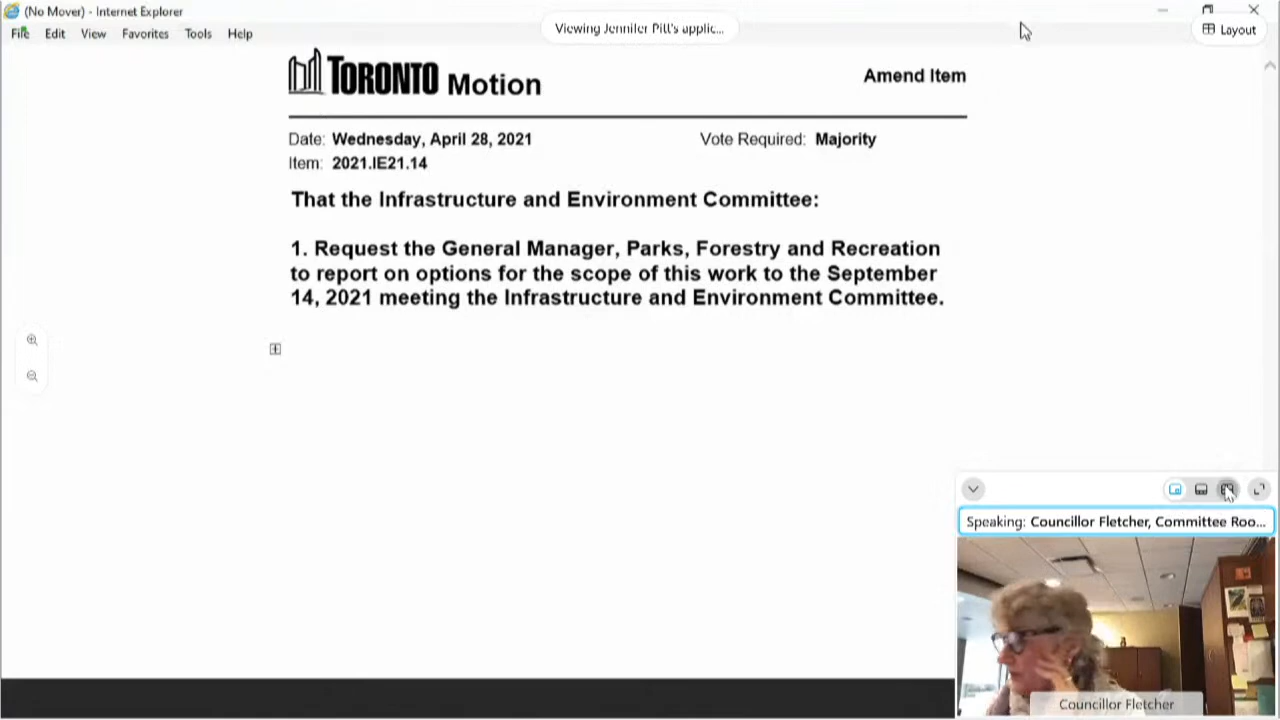 (No Mover) - Internet Explorer
File Edit View Favorites Tools Help
Viewing Jennifer Pill's applic...
Layout
TORONTO Motion
Amend Item
Date: Wednesday, April 28, 2021
Vote Required: Majority
Item: 2021.IE21.14
That the Infrastructure and Environment Committee:
1. Request the General Manager, Parks, Forestry and Recreation
to report on options for the scope of this work to the September
14, 2021 meeting the Infrastructure and Environment Committee.
Speaking: Councillor Fletcher, Committee Roo...
Councillor Fletcher